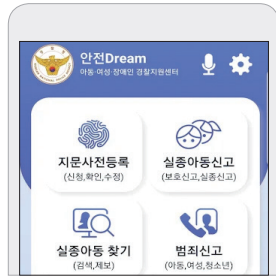 안전Dream
아동·여성·장애인 경찰지원센터
지문사전등록
(신청,확인,수정)
실종아동신고
(보호신고,실종신고)
실종아동 찾기
(검색,제보)
범죄신고
(아동,여성,청소년)